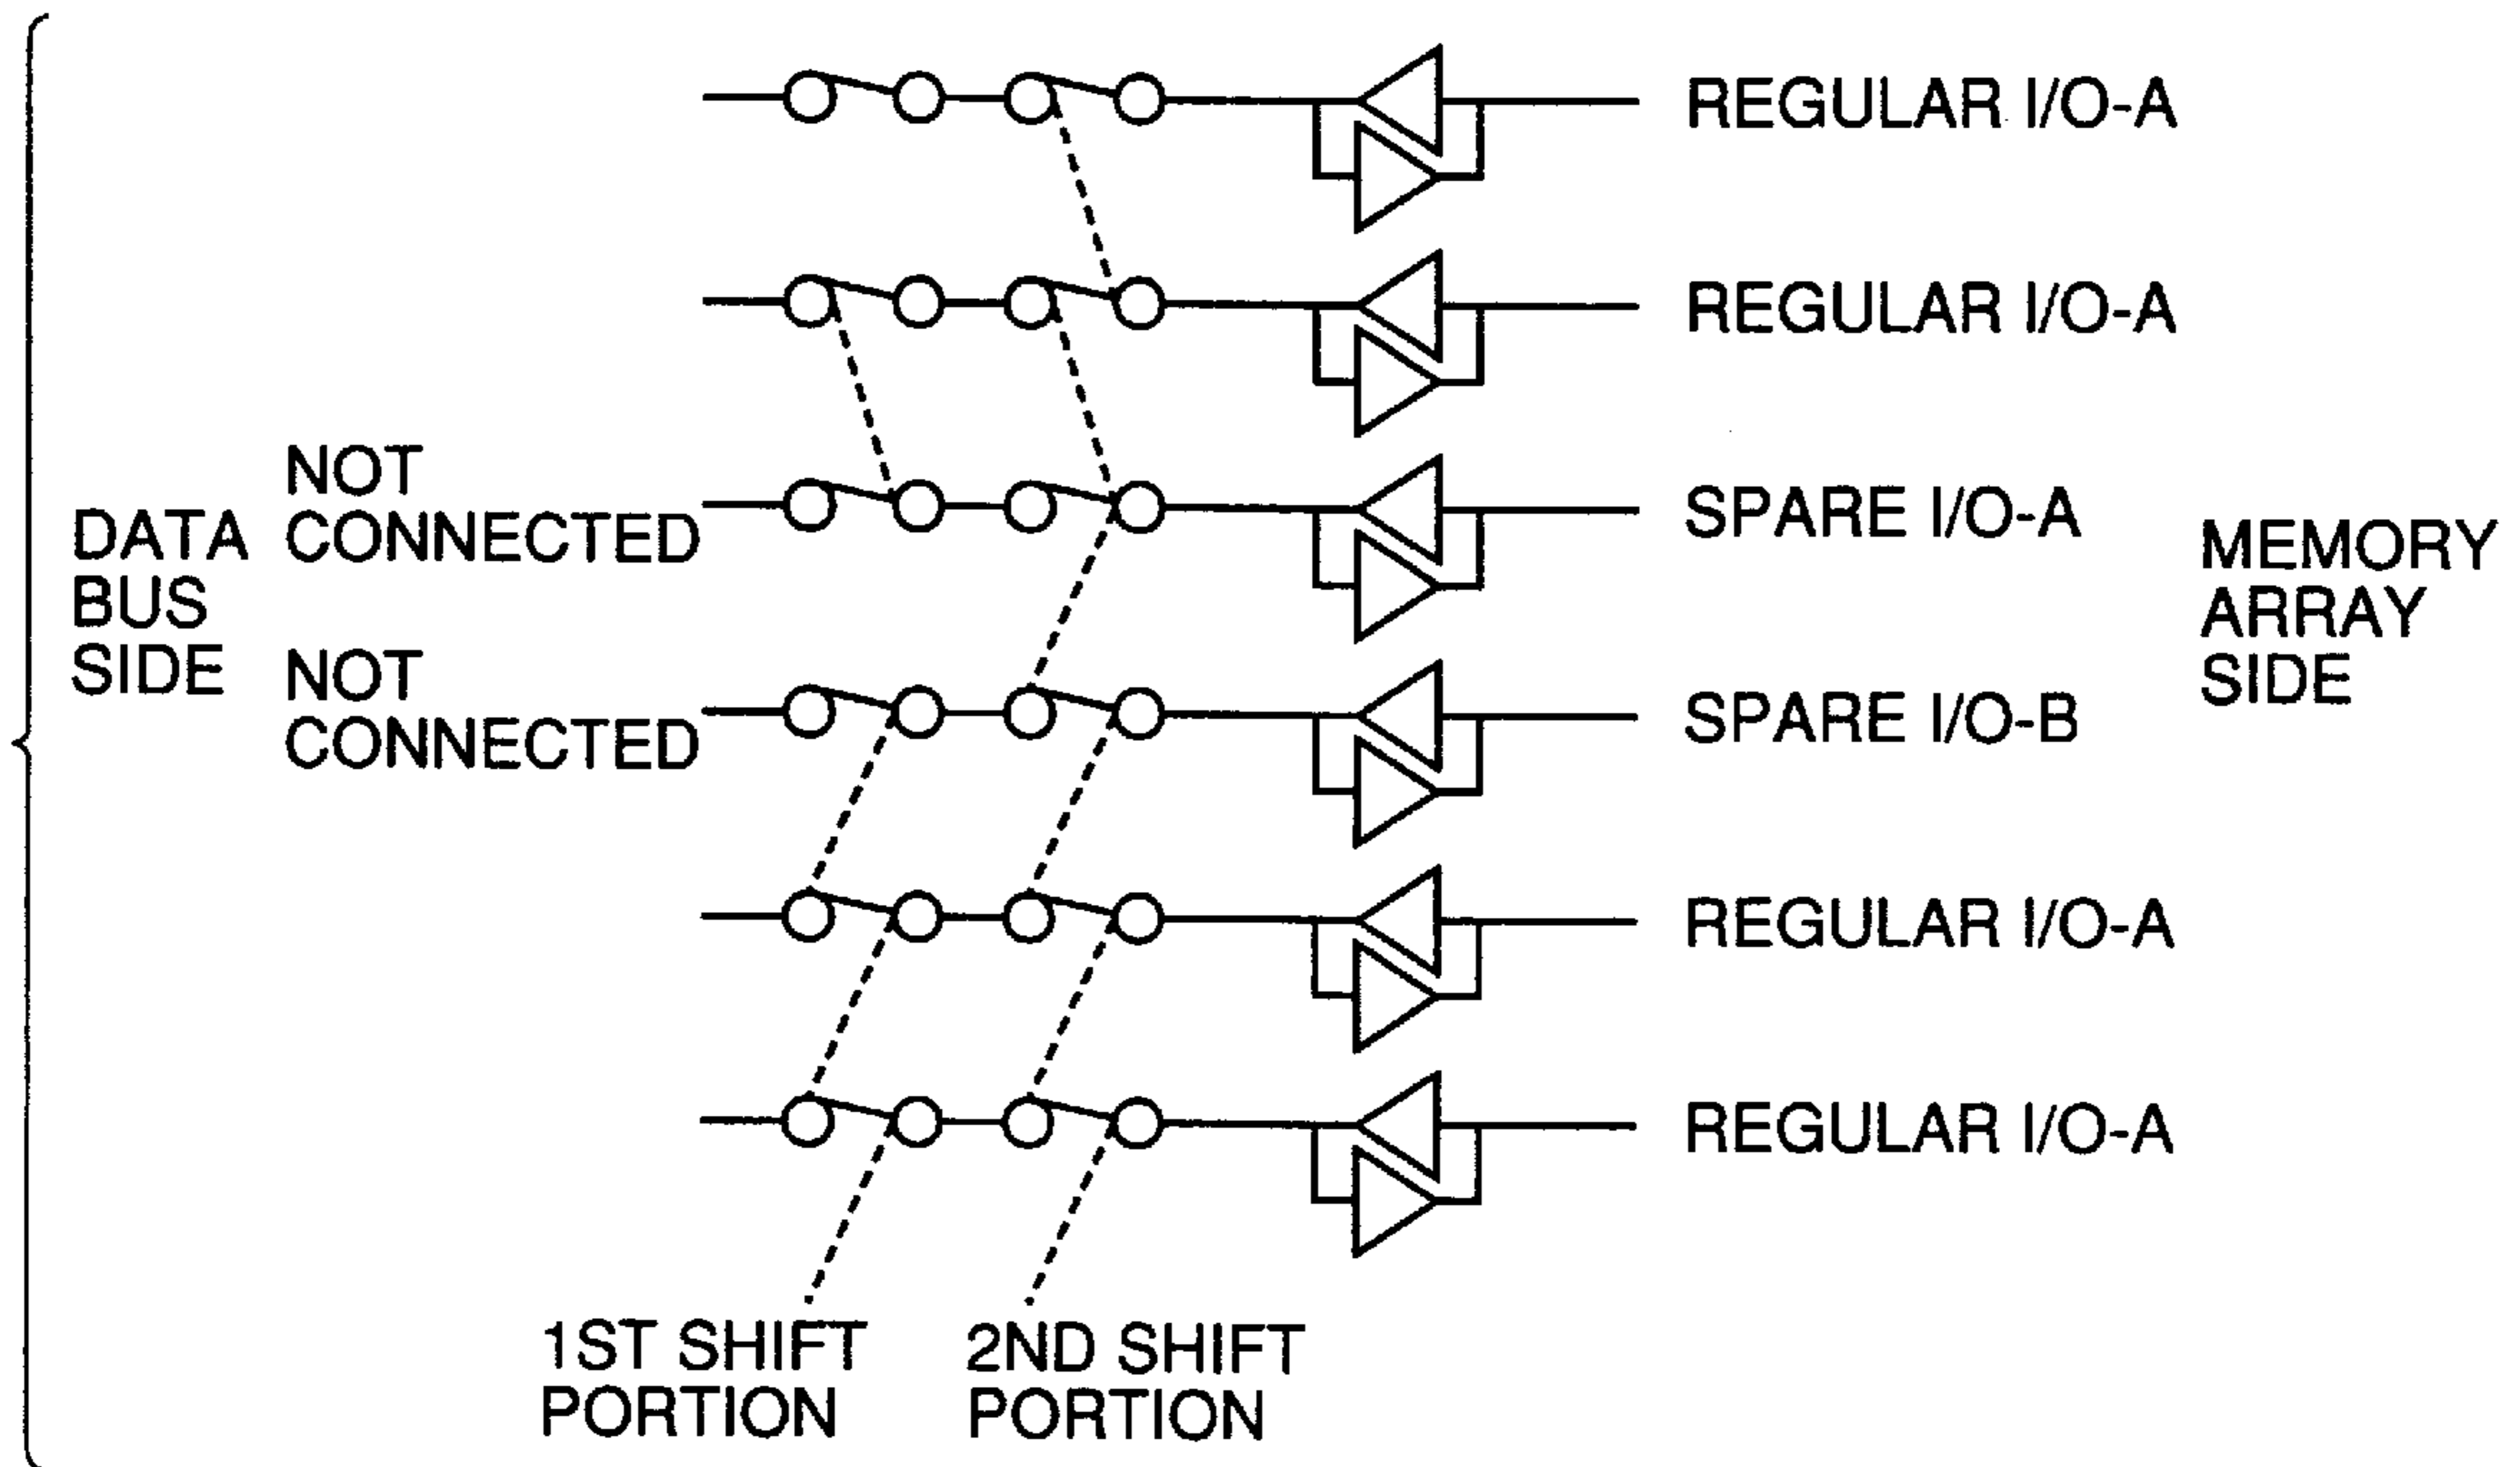 REGULAR I/O-A
REGULAR I/O-A
NOT
CONNECTED
SPARE I/O-A
DATA
BUS
SIDE
MEMORY
ARRAY
SIDE
NOT
CONNECTED
SPARE I/O-B
REGULAR I/O-A
REGULAR I/O-A
1ST SHIFT
PORTION
2ND SHIFT
PORTION